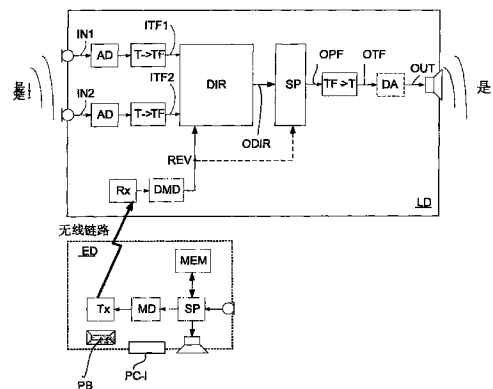 IN1
ITF1
AD
T->TF
DIR
SP
OPF
TF>T
OTF
DA
OUT
是
是!
IN2
ITF2
AD
T->TF
ODIR
REV
Rx
DMD
LD
无线链路
ED
MEM
Tx
MD
SP
PB
PC-I